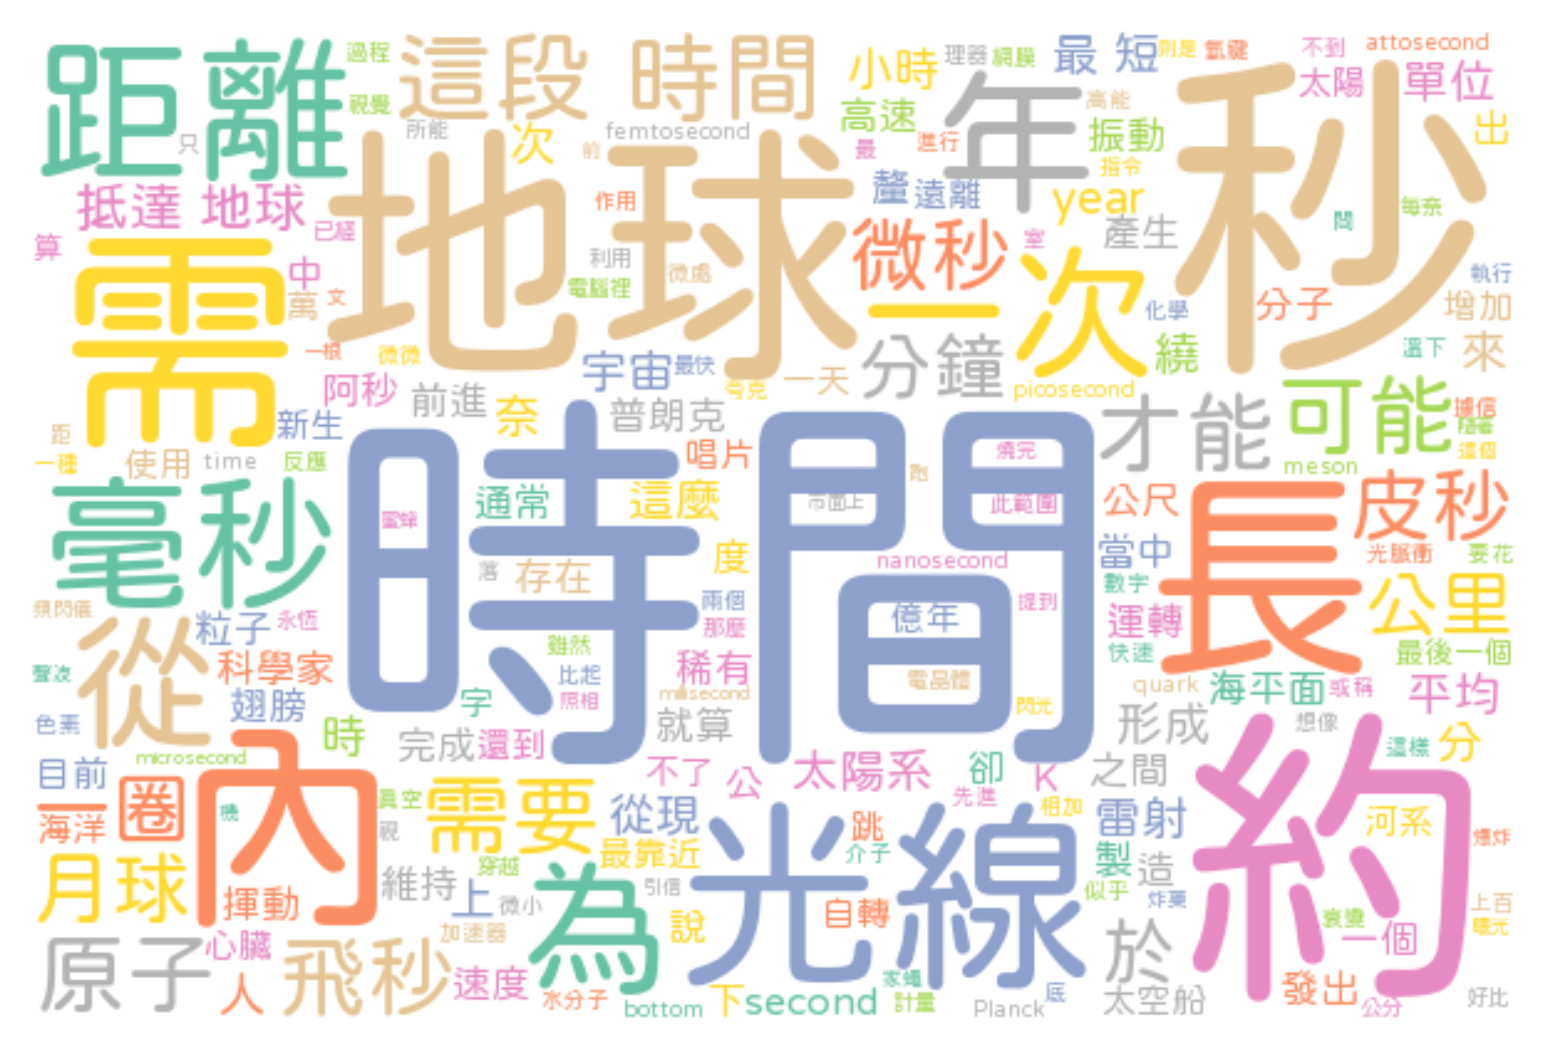 距離
過程
視覺
只
這段 時間
所能
次
femtosecond
前
小時
理器
網膜
最 短
則是
氫鍵
不到
attosecond
太陽
單位
高速
年
高能
振動
秒
出
抵達 地球
最
進行
指令
釐
遠離
year
每奈
問
已經
作用
地球
微秒
室
產生
算
中
利用
微處
電腦裡
執行
需
萬
文
一次
化學
分子
增加
一根
微微
宇宙
最快
分鐘
繞
溫下
來
阿秒
前進
奈
普朗克
夸克
一天
picosecond
才能
可能
據信
隨著
這個
距
新生
一種
使用
time
反應
唱片
跑
燒完
meson
毫秒
蜜蜂
時間
通常
這麼
市面上
此範圍
公尺
長
皮秒
落
存在
度
nanosecond
當中
光脈衝
要花
頻閃儀
粒子
永恆
兩個
那麼
億年
提到
數字
運轉
公里
從
雖然
快速
最後一個
聲波
科學家
比起
稀有
電晶體
quark
海平面
或稱
平均
色素
翅膀
字
照相
millisecond
閃光
形成
想像
時
完成
還到
就算
這樣
分
microsecond
目前
內
不了
公
太陽系
卻
K
之間
約
海洋
圈
機
真空
視
需要
從現
先進
相加
雷射
河系
爆炸
跳
介子
月球
穿越
最靠近
製
造
維持
上
微小
為
引信
光線
似乎
炸藥
揮動
說
自轉
上百
曝光
原子
心臟
飛秒
加速器
於
衰變
一個
人
速度
水分子
家蠅
計量
發出
bottom
下
second
Planck
底
太空船
公分
好比